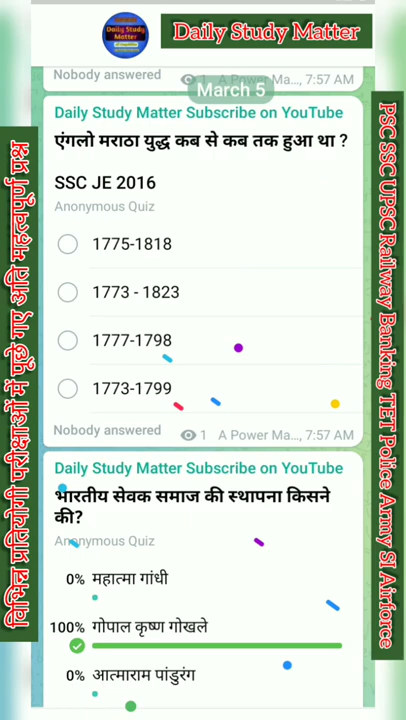 Daily Study Matter
Daily Study
Matter
Nobody answered
1 A Power Ma..., 7:57 AM
March 5
Daily Study Matter Subscribe on YouTube
एंगलो मराठा युद्ध कब से कब तक हुआ था ?
SSC JE 2016
Anonymous Quiz
1775-1818
1773 - 1823
1777-1798
1773-1799
Nobody answered
1 A Power Ma..., 7:57 AM
Daily Study Matter Subscribe on YouTube
भारतीय सेवक समाज की स्थापना किसने
की?
Anonymous Quiz
0% महात्मा गांधी
100% गोपाल कृष्ण गोखले
0% आत्माराम पांडुरंग
विभिन्न प्रतियोगी परीक्षाओं में पूछे गए अति महत्वपूर्ण प्रश्न
PSC SSC UPSC Railway Banking TET Police Army SI Airforce